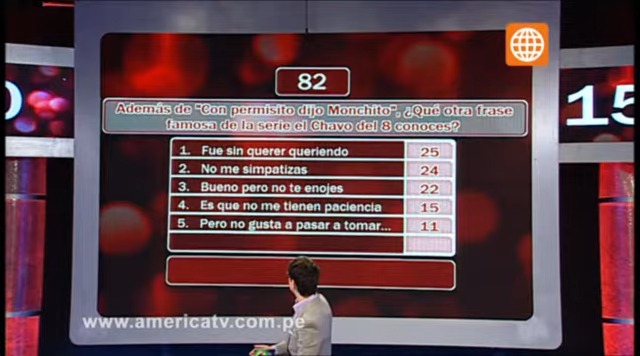 82
Además de "Con permisito dijo Monchito", ¿Qué otra frase
famosa de la serie el Chavo del 8 conoces?
1. Fue sin querer queriendo 25
2. No me simpatizas 24
3. Bueno pero no te enojes 22
4. Es que no me tienen paciencia 15
5. Pero no gusta a pasar a tomar... 11
0
15
www.americatv.com.pe